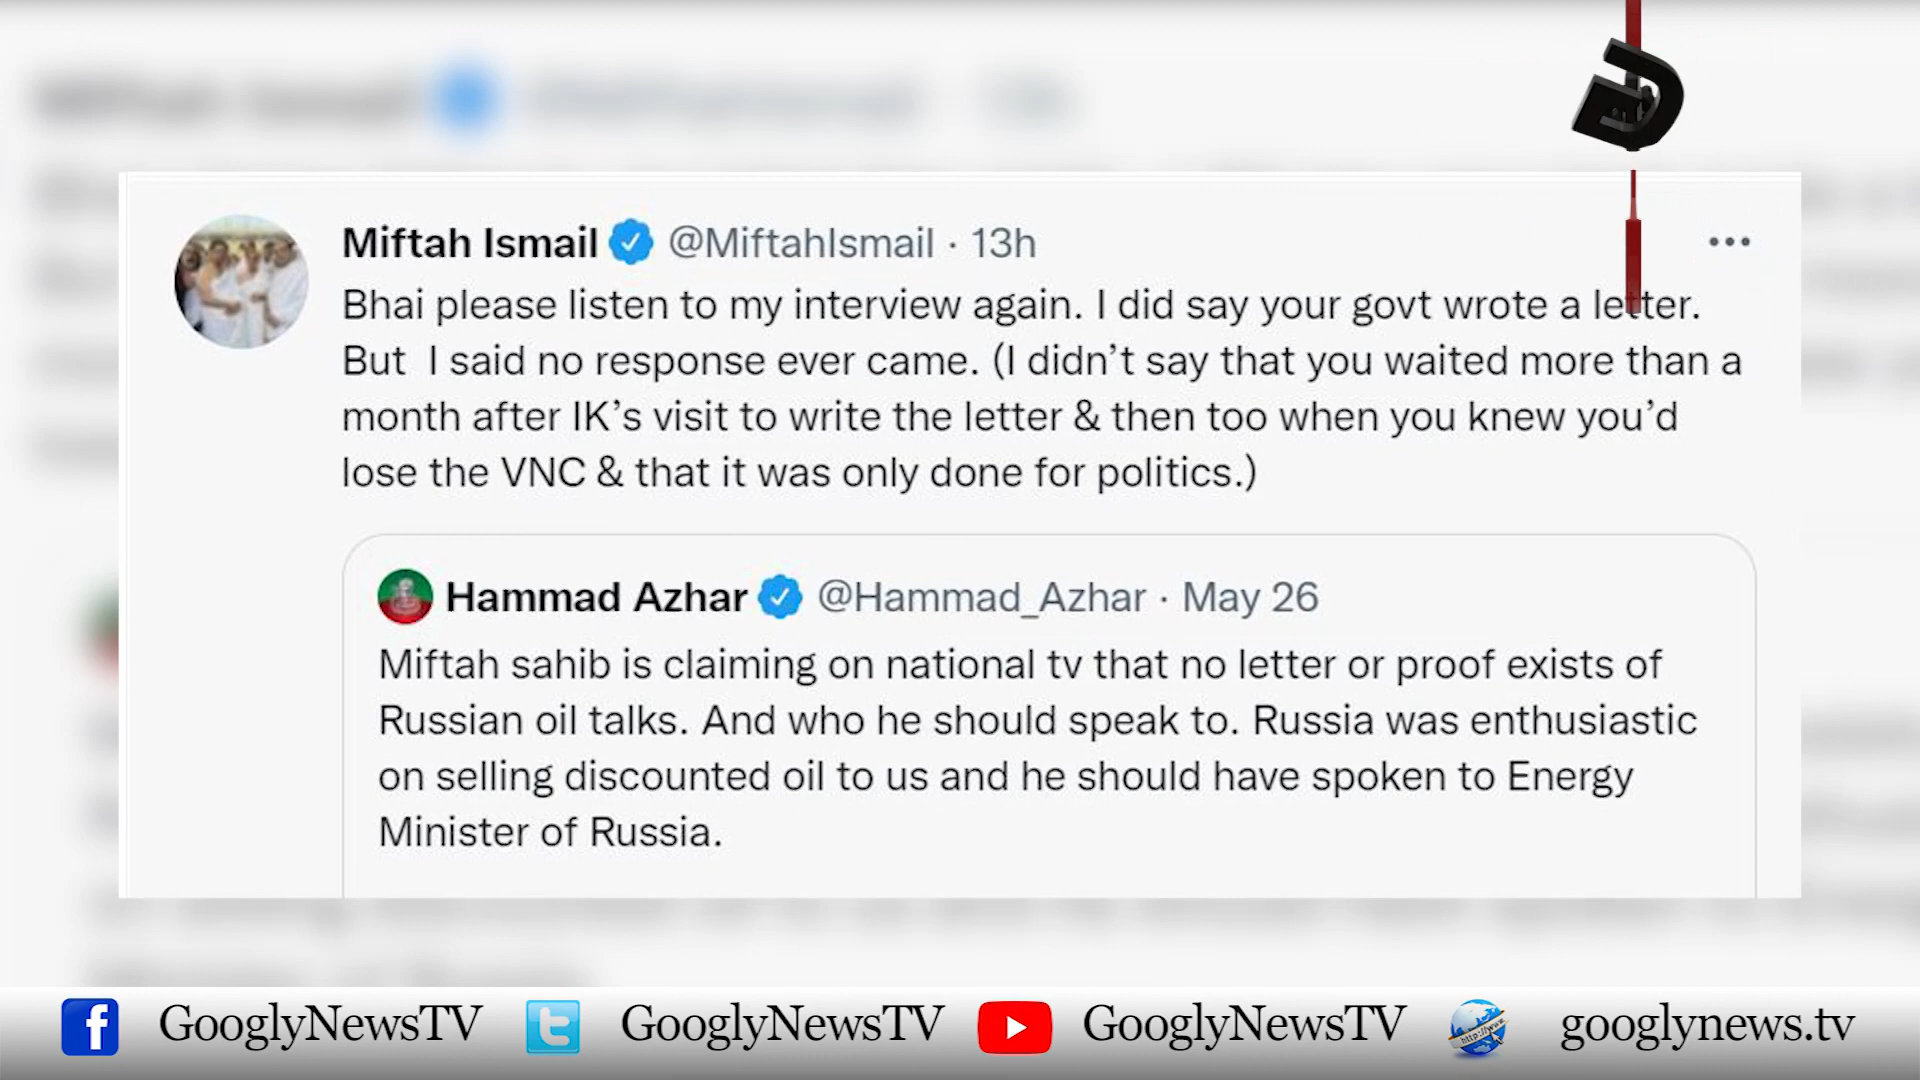 Miftah Ismail @MiftahIsmail · 13h
Bhai please listen to my interview again. I did say your govt wrote a letter.
But I said no response ever came. (I didn’t say that you waited more than a
month after IK’s visit to write the letter & then too when you knew you’d
lose the VNC & that it was only done for politics.)
Hammad Azhar @Hammad_Azhar · May 26
Miftah sahib is claiming on national tv that no letter or proof exists of
Russian oil talks. And who he should speak to. Russia was enthusiastic
on selling discounted oil to us and he should have spoken to Energy
Minister of Russia.
GooglyNewsTV GooglyNewsTV GooglyNewsTV googlynews.tv